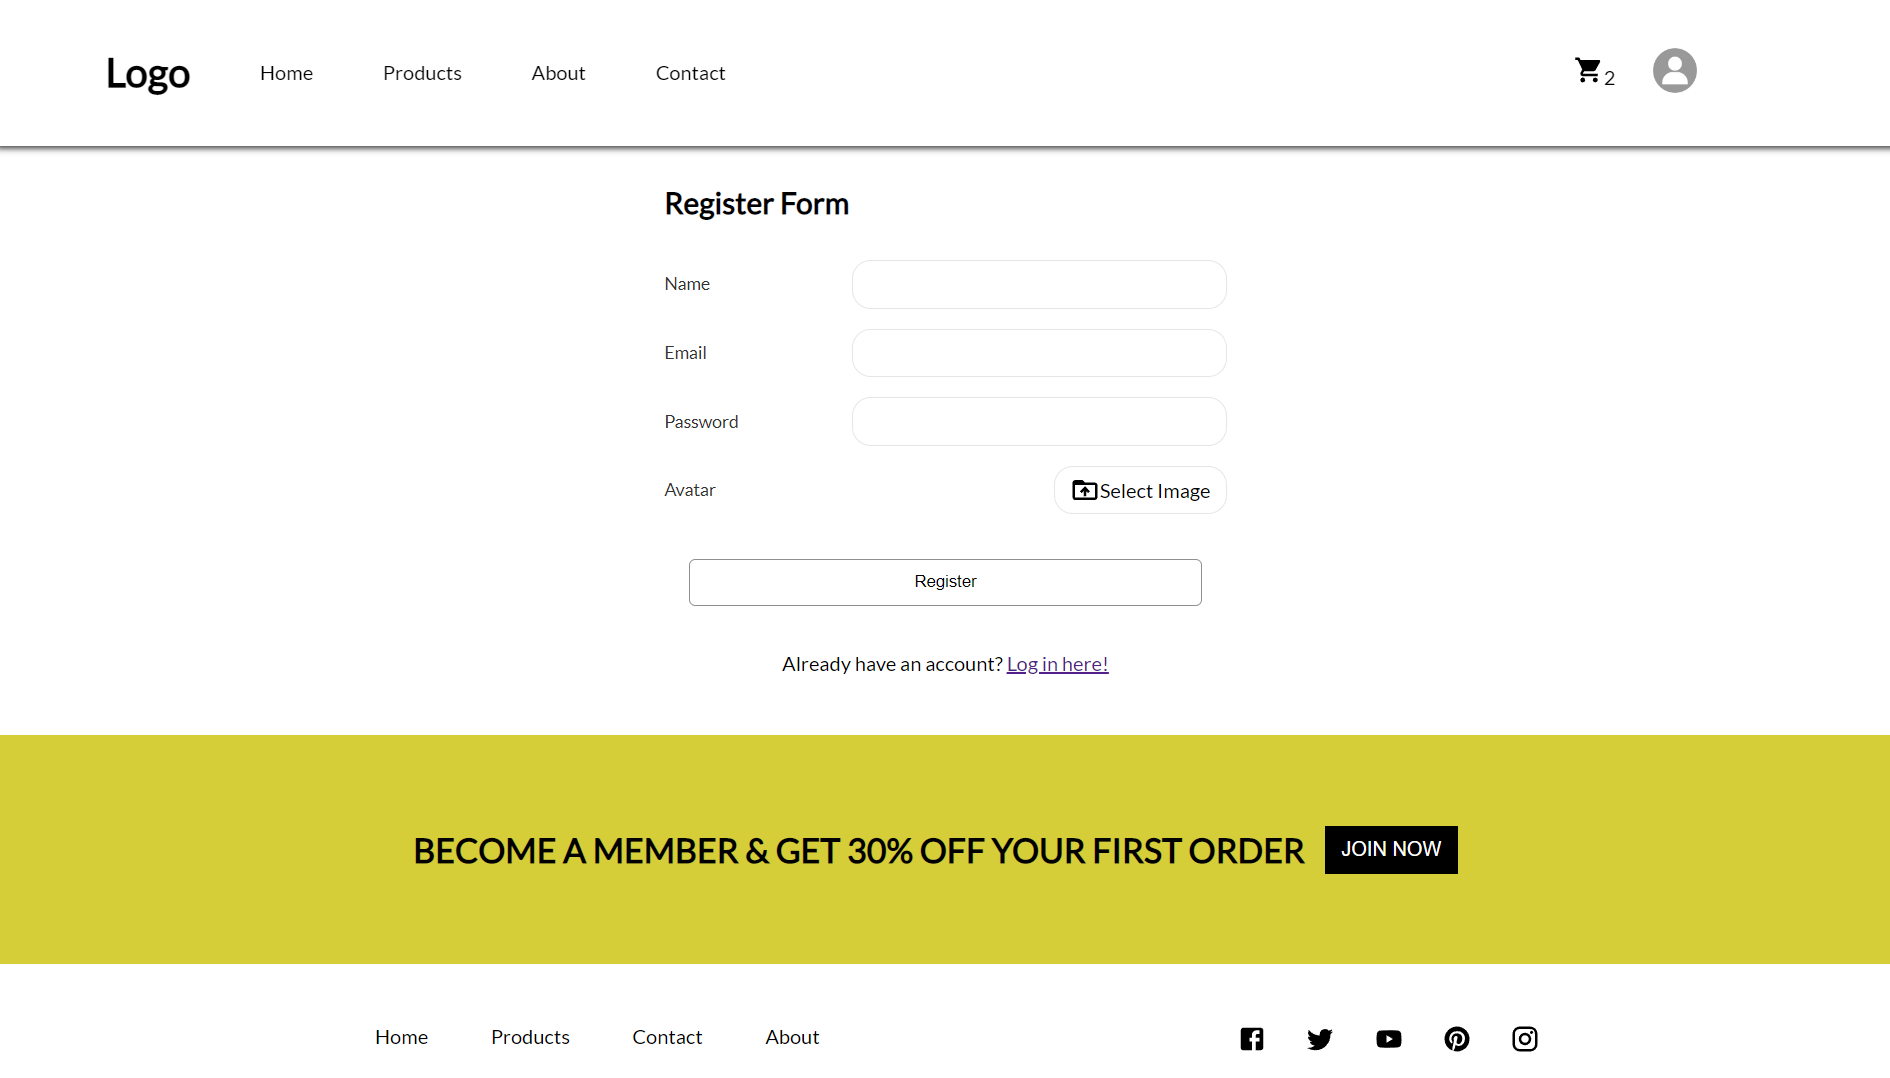 Logo Home Products About Contact 2
Register Form
Name
Email
Password
Avatar Select Image
Register
Already have an account? Log in here!
BECOME A MEMBER & GET 30% OFF YOUR FIRST ORDER JOIN NOW
Home Products Contact About